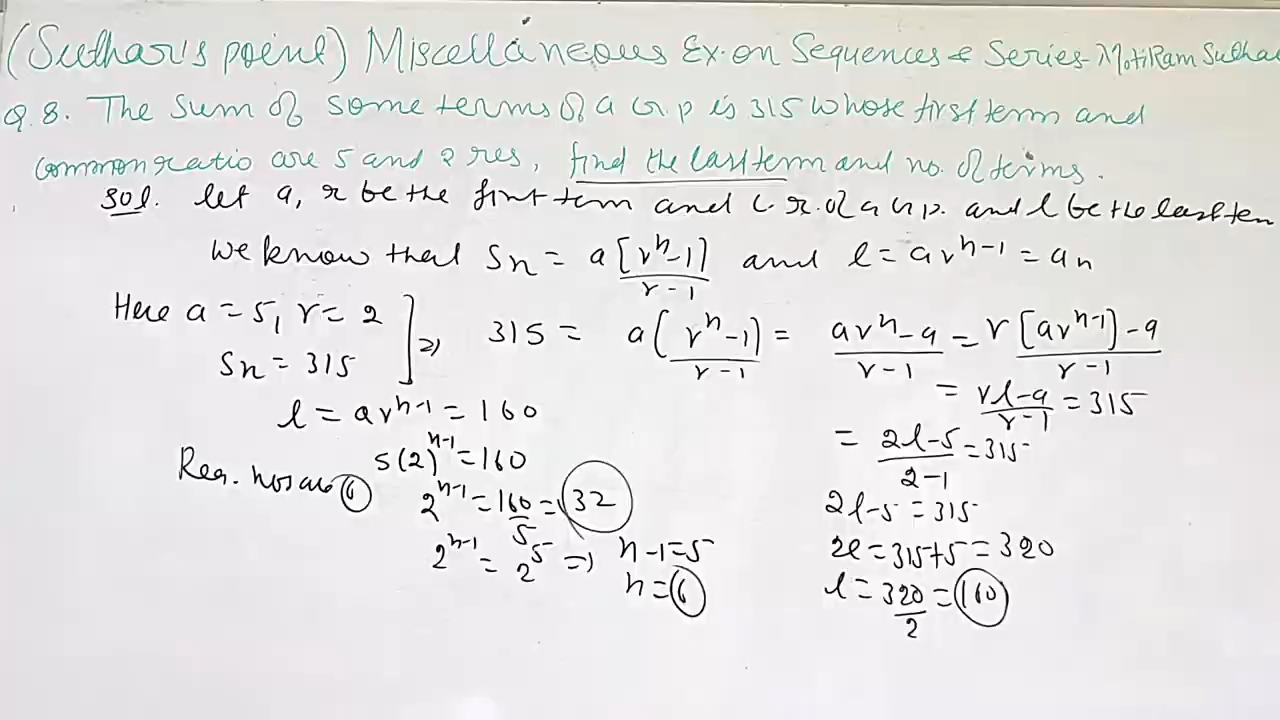 (Suthar's point) Miscellaneous Ex. on Sequences & Series - MotiRam Suthar
Q.8. The Sum of some terms of a G.p is 315 whose first term and
common ratio are 5 and 2 res, find the last term and no. of terms.
Sol. let a, r be the first term and c.r. of a G.p. and l be the last ten
We know that Sn = a[r^n-1]/r-1 and l = ar^n-1 = an
Here a = 5, r = 2
Sn = 315
] ⇒ 315 = a(r^n-1)/r-1 = ar^n-a/r-1 = r[ar^n-1]-a/r-1
= rl-a/r-1 = 315
l = ar^n-1 = 160
= 2l-5/2-1 = 315
5(2)^n-1 = 160
Req. nos are 6
2^n-1 = 160/5 = 32
2l-5 = 315
2^n-1 = 2^5 ⇒ n-1=5
2l = 315+5 = 320
n = 6
l = 320/2 = 160